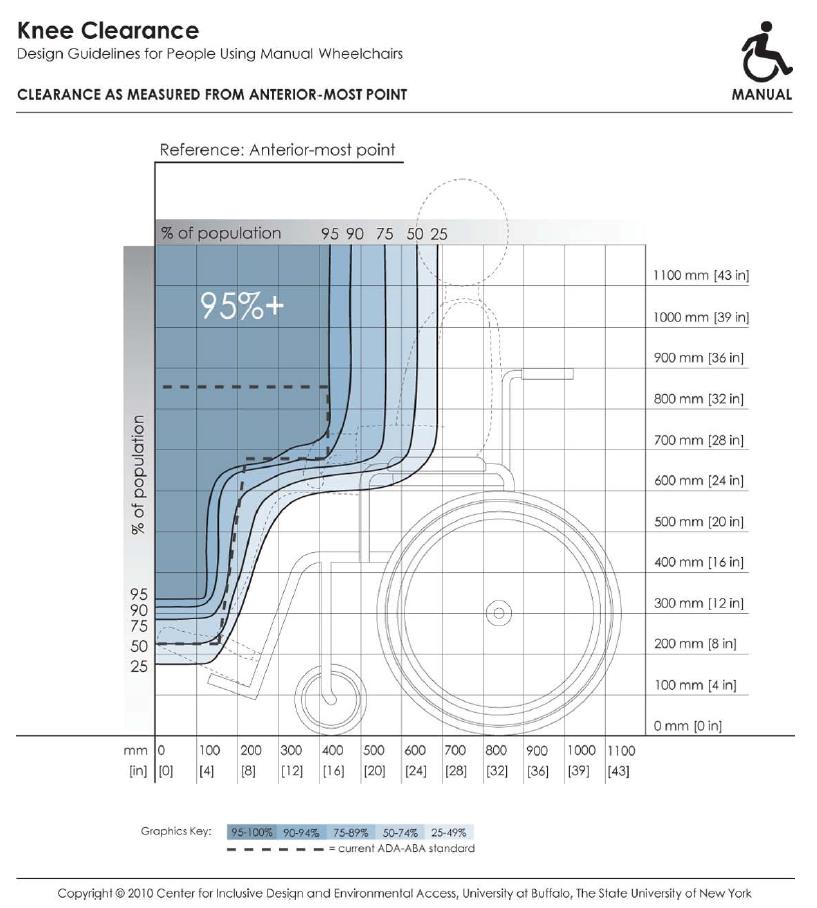 Knee Clearance
Design Guidelines for People Using Manual Wheelchairs
CLEARANCE AS MEASURED FROM ANTERIOR-MOST POINT
MANUAL
Reference: Anterior-most point
% of population 95 90 75 50 25
95%+
1100 mm [43 in]
1000 mm [39 in]
900 mm [36 in]
800 mm [32 in]
700 mm [28 in]
600 mm [24 in]
500 mm [20 in]
400 mm [16 in]
300 mm [12 in]
200 mm [8 in]
100 mm [4 in]
0 mm [0 in]
% of population
95
90
75
50
25
mm 0 100 200 300 400 500 600 700 800 900 1000 1100
[in] [0] [4] [8] [12] [16] [20] [24] [28] [32] [36] [39] [43]
Graphics Key: 95-100% 90-94% 75-89% 50-74% 25-49%
= current ADA-ABA standard
Copyright © 2010 Center for Inclusive Design and Environmental Access, University at Buffalo, The State University of New York